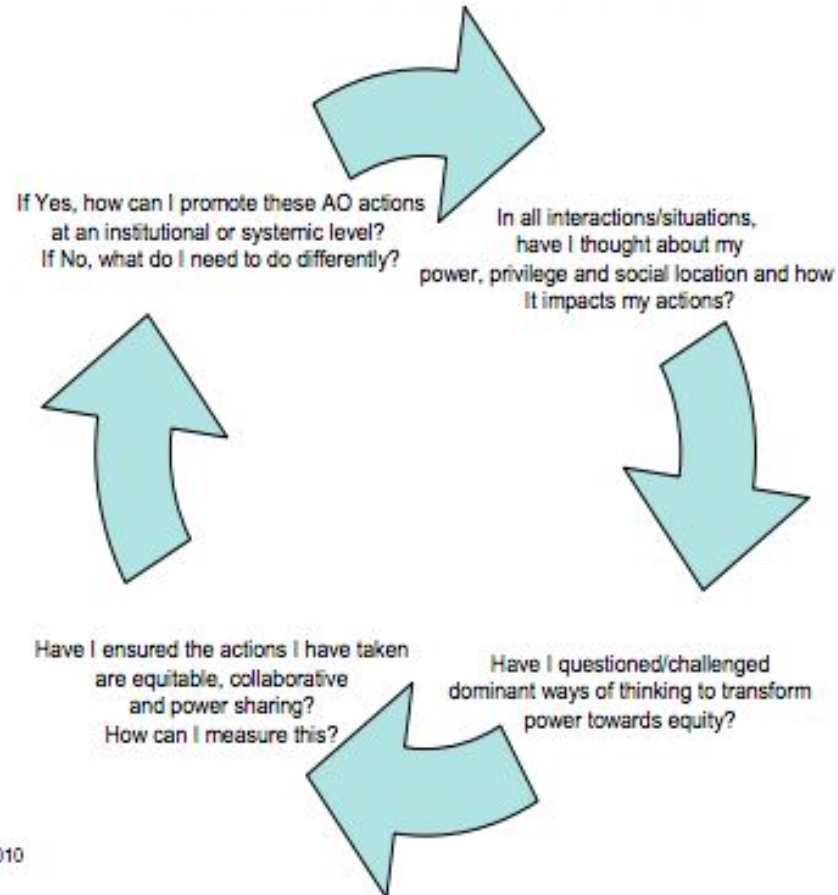 If Yes, how can I promote these AO actions
at an institutional or systemic level?
If No, what do I need to do differently?
In all interactions/situations,
have I thought about my
power, privilege and social location and how
It impacts my actions?
Have I questioned/challenged
dominant ways of thinking to transform
power towards equity?
Have I ensured the actions I have taken
are equitable, collaborative
and power sharing?
How can I measure this?